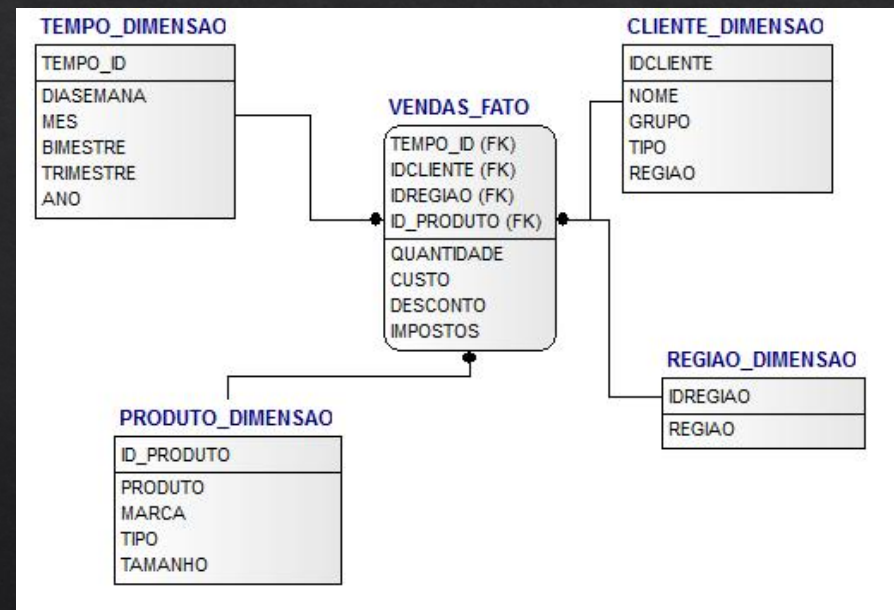 TEMPO_DIMENSAO
TEMPO_ID
DIASEMANA
MES
BIMESTRE
TRIMESTRE
ANO
VENDAS_FATO
TEMPO_ID (FK)
IDCLIENTE (FK)
IDREGIAO (FK)
ID_PRODUTO (FK)
QUANTIDADE
CUSTO
DESCONTO
IMPOSTOS
CLIENTE_DIMENSAO
IDCLIENTE
NOME
GRUPO
TIPO
REGIAO
REGIAO_DIMENSAO
IDREGIAO
REGIAO
PRODUTO_DIMENSAO
ID_PRODUTO
PRODUTO
MARCA
TIPO
TAMANHO